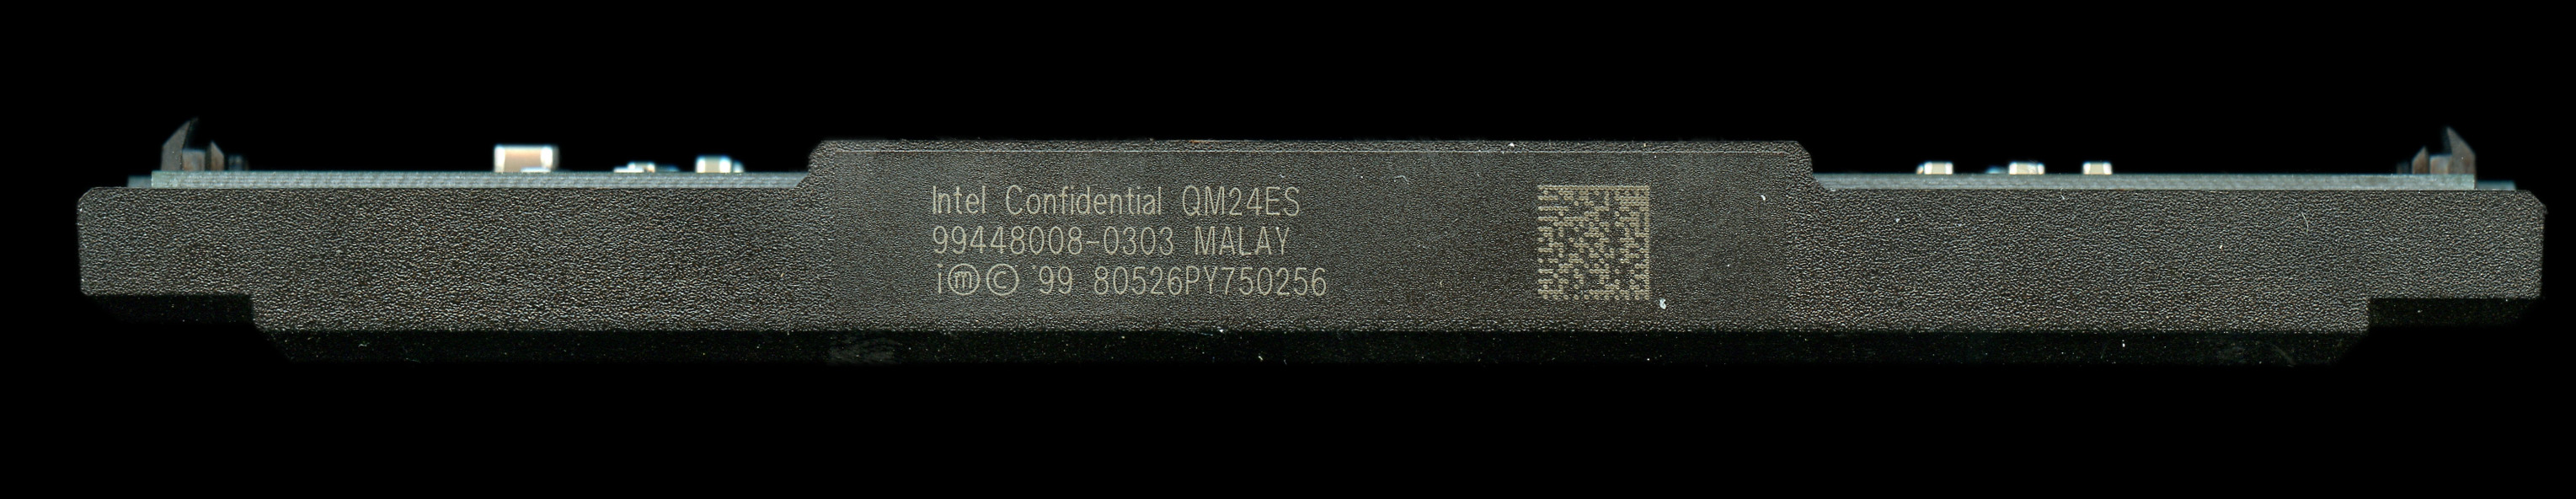 Intel Confidential QM24ES
99448008-0303 MALAY
i ⓜ © '99 80526PY750256